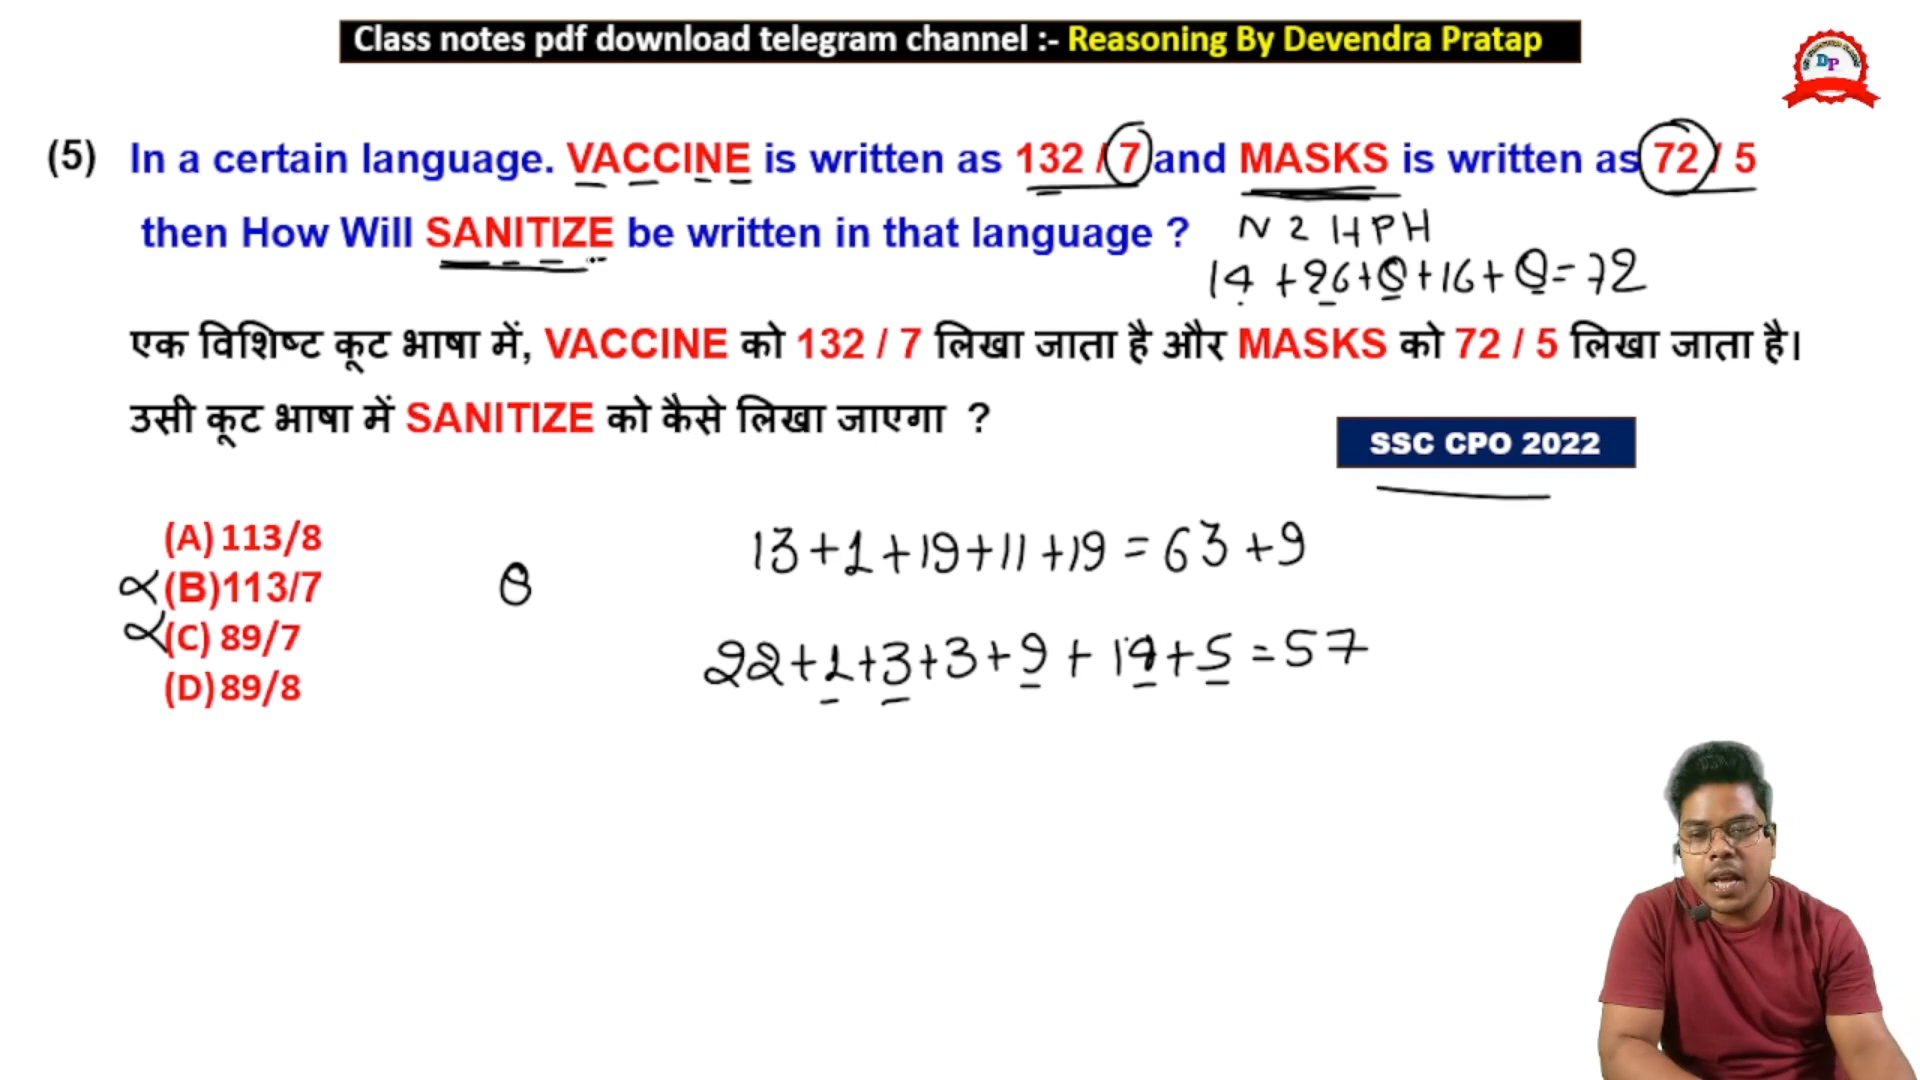 Class notes pdf download telegram channel :- Reasoning By Devendra Pratap
DP
(5) In a certain language. VACCINE is written as 132 / 7 and MASKS is written as 72 / 5
then How Will SANITIZE be written in that language ?
N Z H P H
14 + 26 + 8 + 16 + 8 = 72
एक विशिष्ट कूट भाषा में, VACCINE को 132 / 7 लिखा जाता है और MASKS को 72 / 5 लिखा जाता है।
उसी कूट भाषा में SANITIZE को कैसे लिखा जाएगा ?
SSC CPO 2022
(A) 113/8
(B)113/7
(C) 89/7
(D) 89/8
8
13+1+19+11+19 = 63 +9
22+1+3+3+9+14+5 = 57